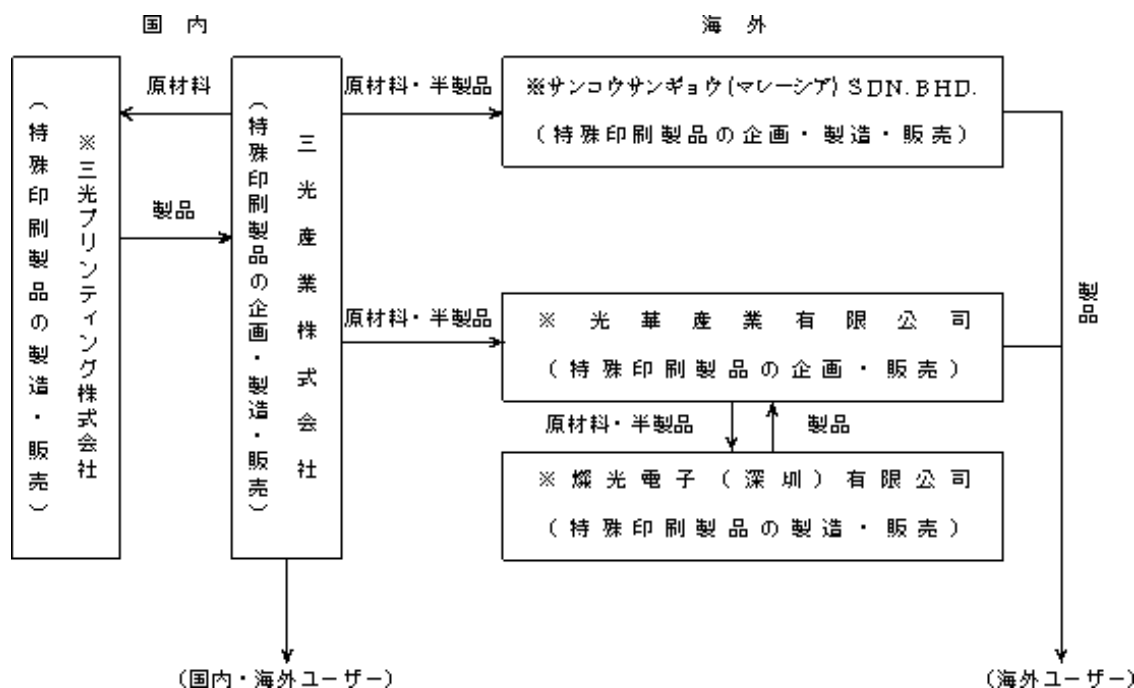 国内
海外
原材料
原材料・半製品
※サンコウサンギョウ(マレーシア) SDN. BHD.
(特殊印刷製品の企画・製造・販売)
※三光プリンティング株式会社
(特殊印刷製品の製造・販売)
三光産業株式会社
(特殊印刷製品の企画・製造・販売)
製品
製品
原材料・半製品
※光華産業有限公司
(特殊印刷製品の企画・販売)
原材料・半製品
製品
※燦光電子(深圳)有限公司
(特殊印刷製品の製造・販売)
(国内・海外ユーザー)
(海外ユーザー)